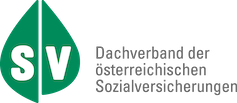 SV
Dachverband der
österreichischen
Sozialversicherungen